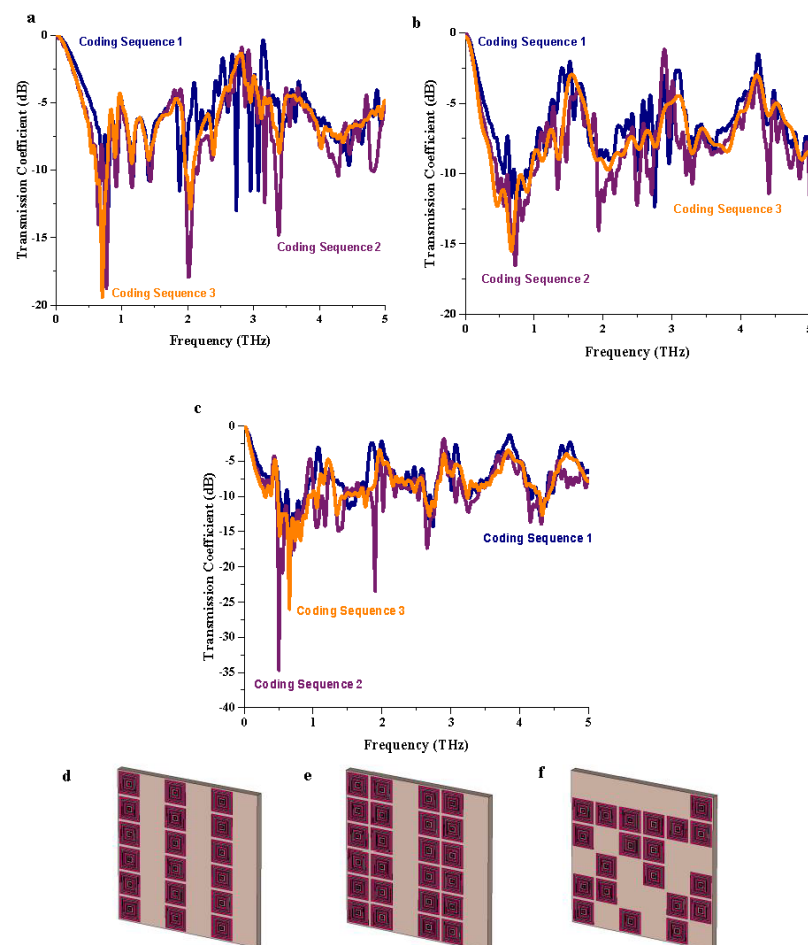 a
Coding Sequence 1
Transmission Coefficient (dB)
0
-5
-10
-15
-20
Coding Sequence 2
Coding Sequence 3
0 1 2 3 4 5
Frequency (THz)
b
Coding Sequence 1
Transmission Coefficient (dB)
0
-5
-10
-15
-20
Coding Sequence 3
Coding Sequence 2
0 1 2 3 4 5
Frequency (THz)
c
Transmission Coefficient (dB)
0
-5
-10
-15
-20
-25
-30
-35
-40
Coding Sequence 1
Coding Sequence 3
Coding Sequence 2
0 1 2 3 4 5
Frequency (THz)
d
e
f